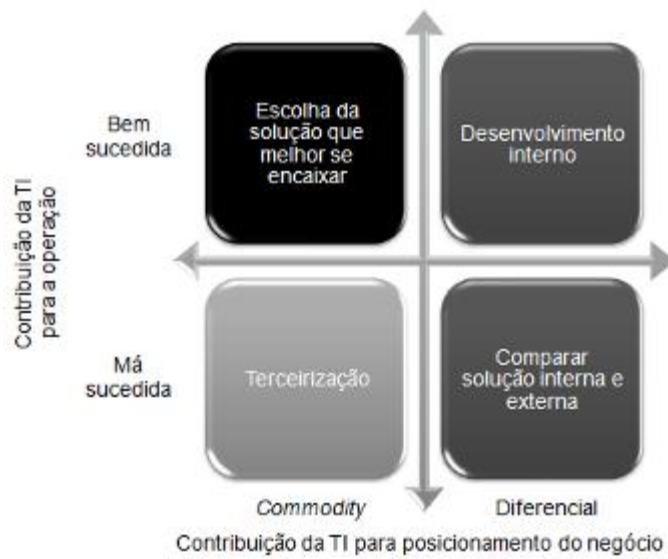 Contribuição da TI
para a operação
Bem
sucedida
Escolha da
solução que
melhor se
encaixar
Desenvolvimento
Interno
Má
sucedida
Terceirização
Comparar
solução interna e
externa
Commodity
Diferencial
Contribuição da TI para posicionamento do negócio